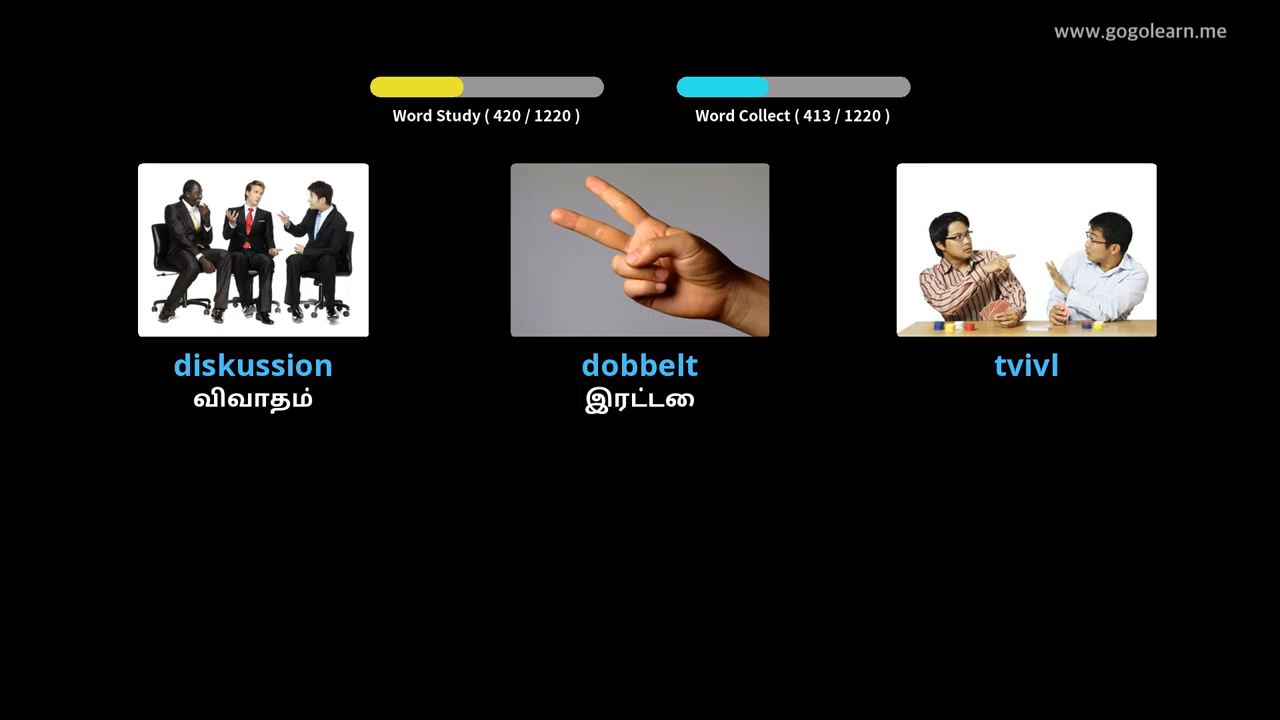 www.gogolearn.me
Word Study ( 420 / 1220 )
Word Collect ( 413 / 1220 )
diskussion
விவாதம்
dobbelt
இரட்டை
tvivl